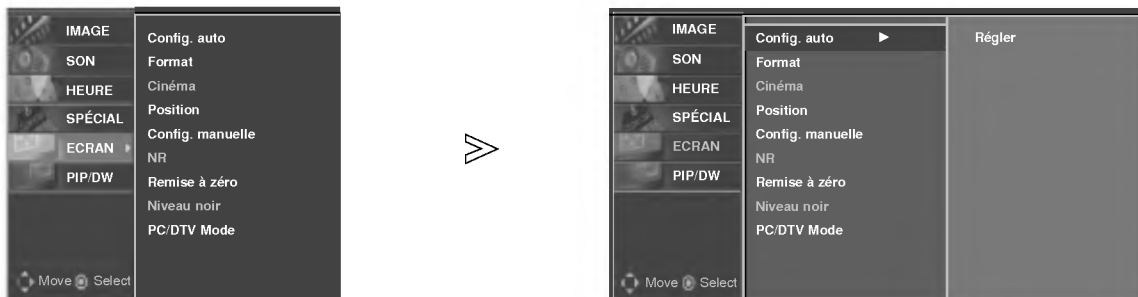 IMAGE
SON
HEURE
SPÉCIAL
ECRAN
PIP/DW
Config. auto
Format
Cinéma
Position
Config. manuelle
NR
Remise à zéro
Niveau noir
PC/DTV Mode
Move Select
IMAGE
SON
HEURE
SPÉCIAL
ECRAN
PIP/DW
Config. auto
Format
Cinéma
Position
Config. manuelle
NR
Remise à zéro
Niveau noir
PC/DTV Mode
Régler
Move Select